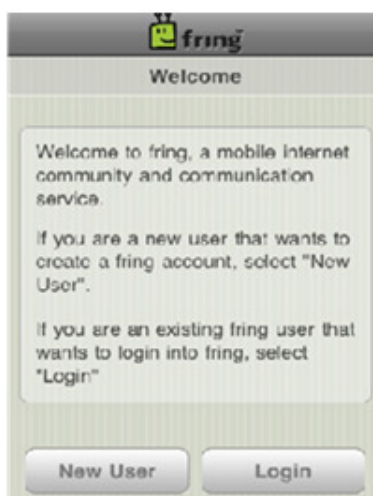 fring
Welcome
Welcome to fring, a mobile internet
community and communication
service.
If you are a new user that wants to
create a fring account, select "New
User".
If you are an existing fring user that
wants to login into fring, select
"Login"
New User
Login